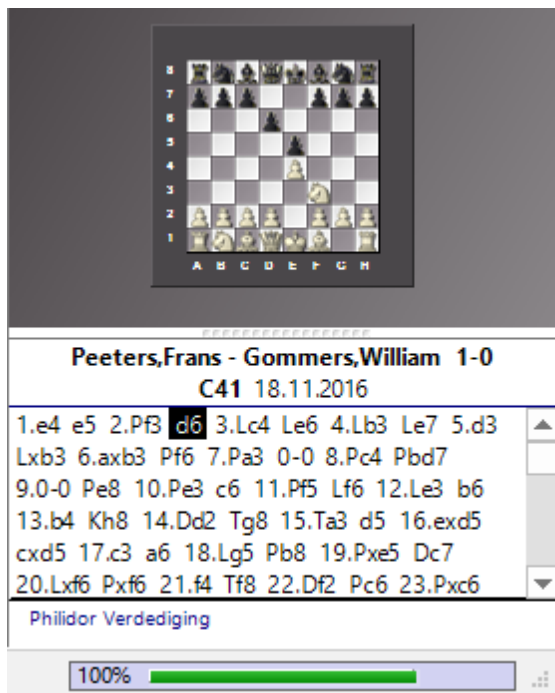 8
7
6
5
4
3
2
1
A B C D E F G H
Peeters,Frans - Gommers,William 1-0
C41 18.11.2016
1.e4 e5 2.Pf3 d6 3.Lc4 Le6 4.Lb3 Le7 5.d3
Lxb3 6.axb3 Pf6 7.Pa3 0-0 8.Pc4 Pbd7
9.0-0 Pe8 10.Pe3 c6 11.Pf5 Lf6 12.Le3 b6
13.b4 Kh8 14.Dd2 Tg8 15.Ta3 d5 16.exd5
cxd5 17.c3 a6 18.Lg5 Pb8 19.Pxe5 Dc7
20.Lxf6 Pxf6 21.f4 Tf8 22.Df2 Pc6 23.Pxc6
Philidor Verdediging
100%